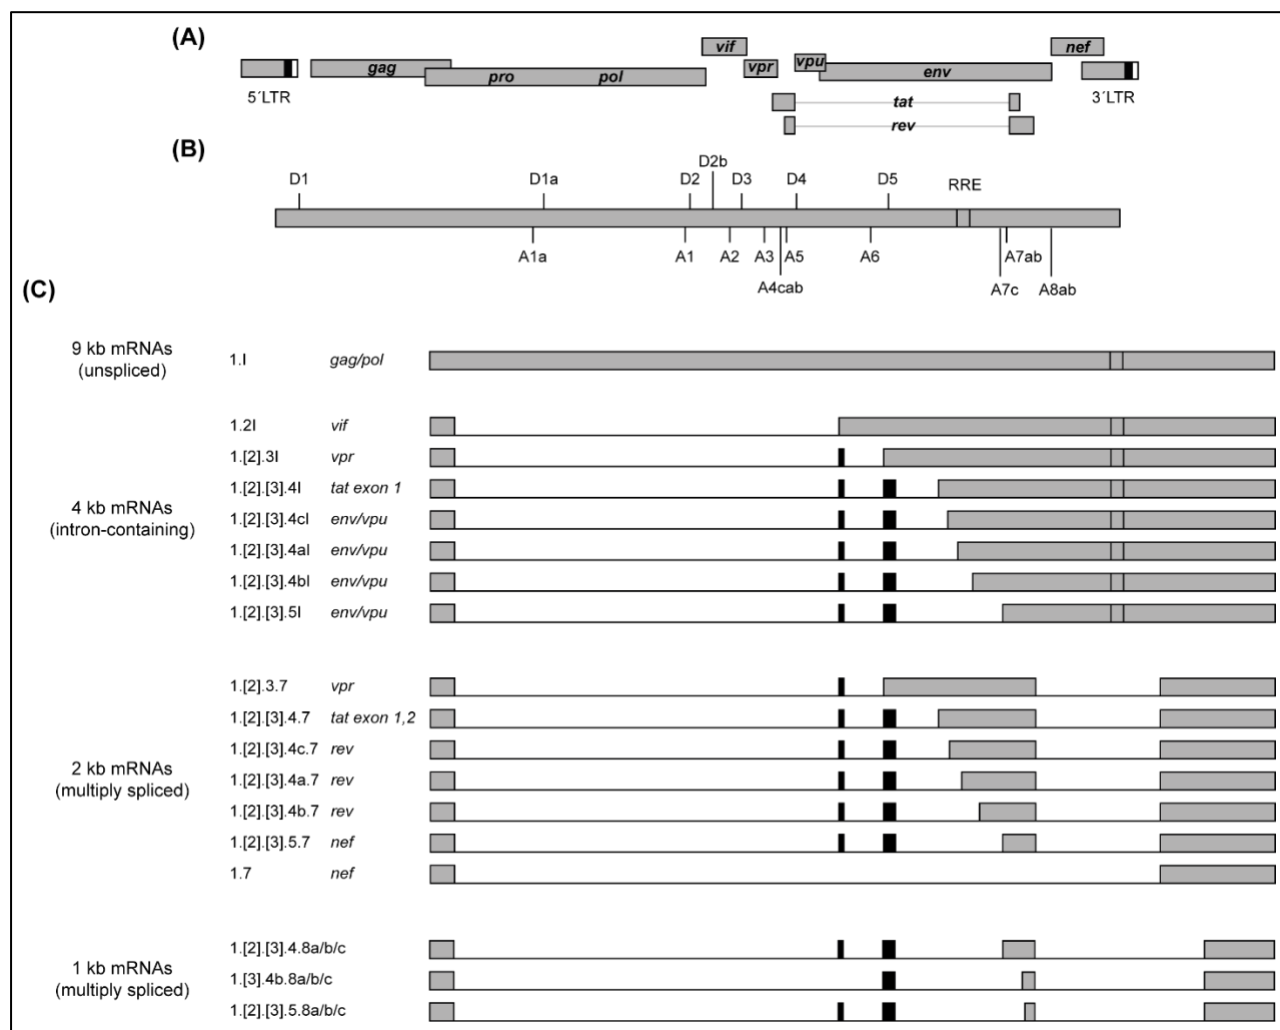 (A)
vif
nef
gag
pro
pol
vpr
vpu
env
5´LTR
tat
3´LTR
rev
(B)
D2b
D1
D1a
D2
D3
D4
D5
RRE
A1a
A1
A2
A3
A5
A6
A7ab
A4cab
A7c
A8ab
(C)
9 kb mRNAs
(unspliced)
1.I gag/pol
4 kb mRNAs
(intron-containing)
1.2I vif
1.[2].3I vpr
1.[2].[3].4I tat exon 1
1.[2].[3].4cI env/vpu
1.[2].[3].4aI env/vpu
1.[2].[3].4bI env/vpu
1.[2].[3].5I env/vpu
2 kb mRNAs
(multiply spliced)
1.[2].3.7 vpr
1.[2].[3].4.7 tat exon 1,2
1.[2].[3].4c.7 rev
1.[2].[3].4a.7 rev
1.[2].[3].4b.7 rev
1.[2].[3].5.7 nef
1.7 nef
1 kb mRNAs
(multiply spliced)
1.[2].[3].4.8a/b/c
1.[3].4b.8a/b/c
1.[2].[3].5.8a/b/c